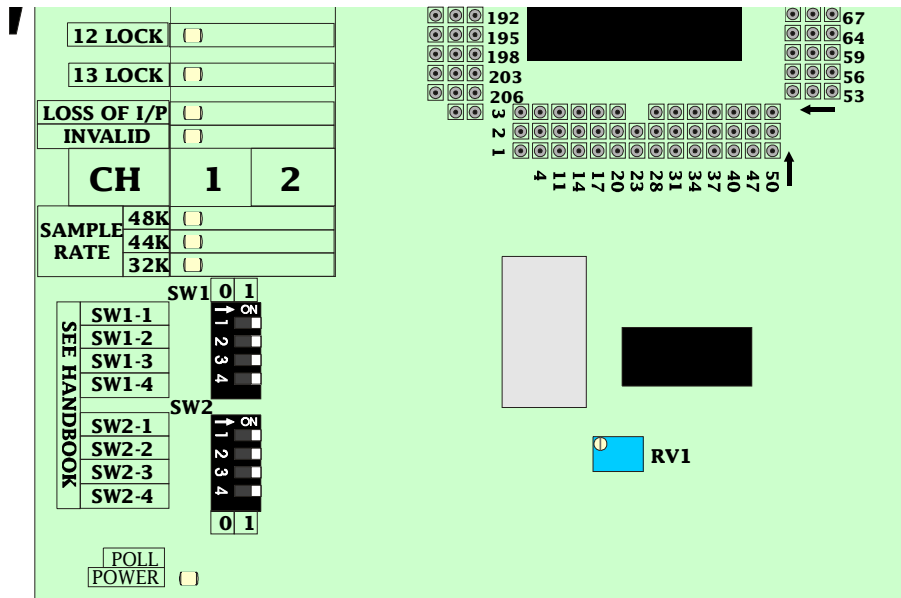 12 LOCK
13 LOCK
LOSS OF I/P
INVALID
CH 1 2
SAMPLE RATE
48K
44K
32K
SW1 0 1
ON
1
2
3
4
SEE HANDBOOK
SW1-1
SW1-2
SW1-3
SW1-4
SW2
ON
1
2
3
4
SW2-1
SW2-2
SW2-3
SW2-4
0 1
POLL
POWER
192
195
198
203
206
3
2
1
4 11 14 17 20 23 28 31 34 37 40 47 50
67
64
59
56
53
RV1